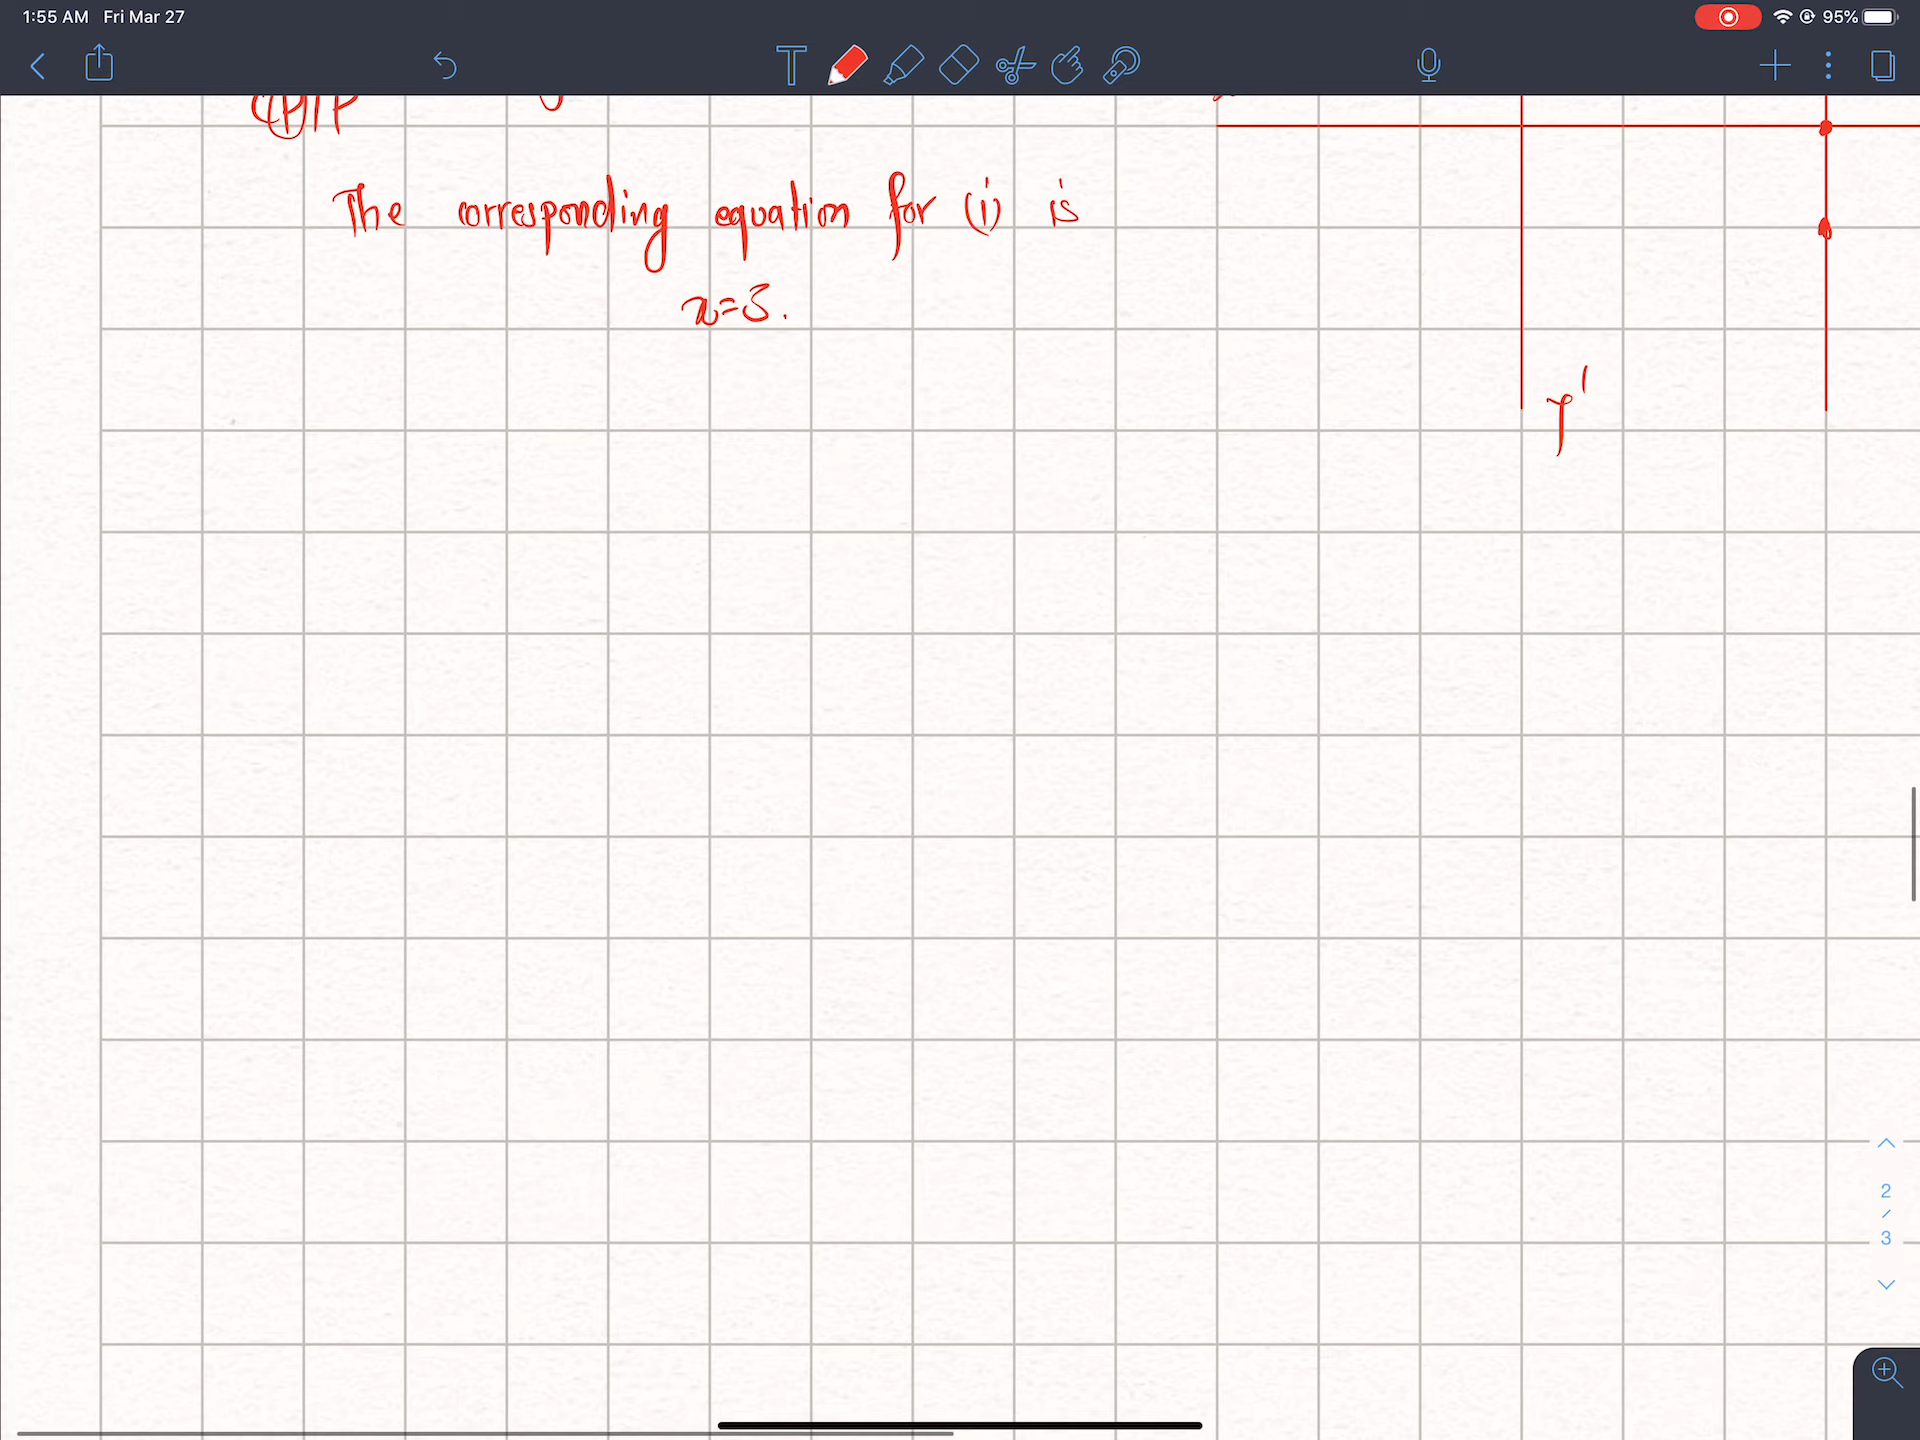 1:55 AM Fri Mar 27
95%
The corresponding equation for (i) is
x=3.
Y'
2
/
3